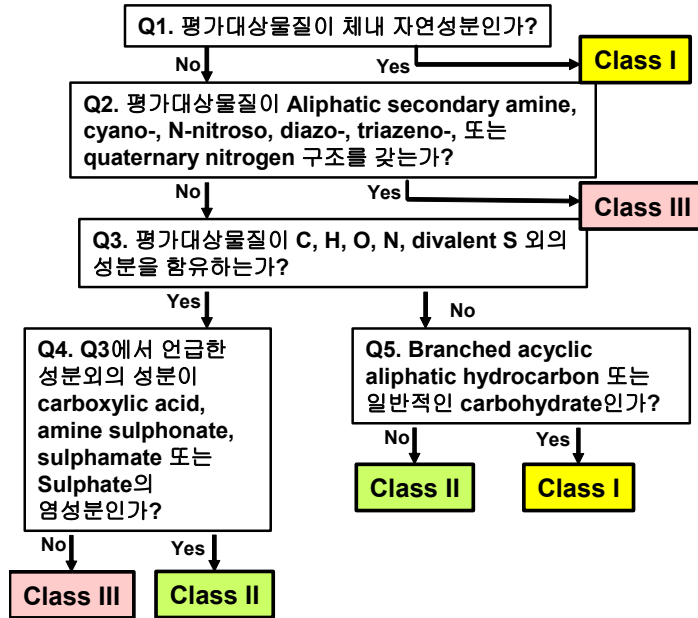 Q1. 평가대상물질이 체내 자연성분인가?
No
Yes
Class I
Q2. 평가대상물질이 Aliphatic secondary amine,
cyano-, N-nitroso, diazo-, triazeno-, 또는
quaternary nitrogen 구조를 갖는가?
No
Yes
Class III
Q3. 평가대상물질이 C, H, O, N, divalent S 외의
성분을 함유하는가?
Yes
No
Q4. Q3에서 언급한
성분외의 성분이
carboxylic acid,
amine sulphonate,
sulphamate 또는
Sulphate의
염성분인가?
Q5. Branched acyclic
aliphatic hydrocarbon 또는
일반적인 carbohydrate인가?
No
Yes
Class II
Class I
No
Yes
Class III
Class II